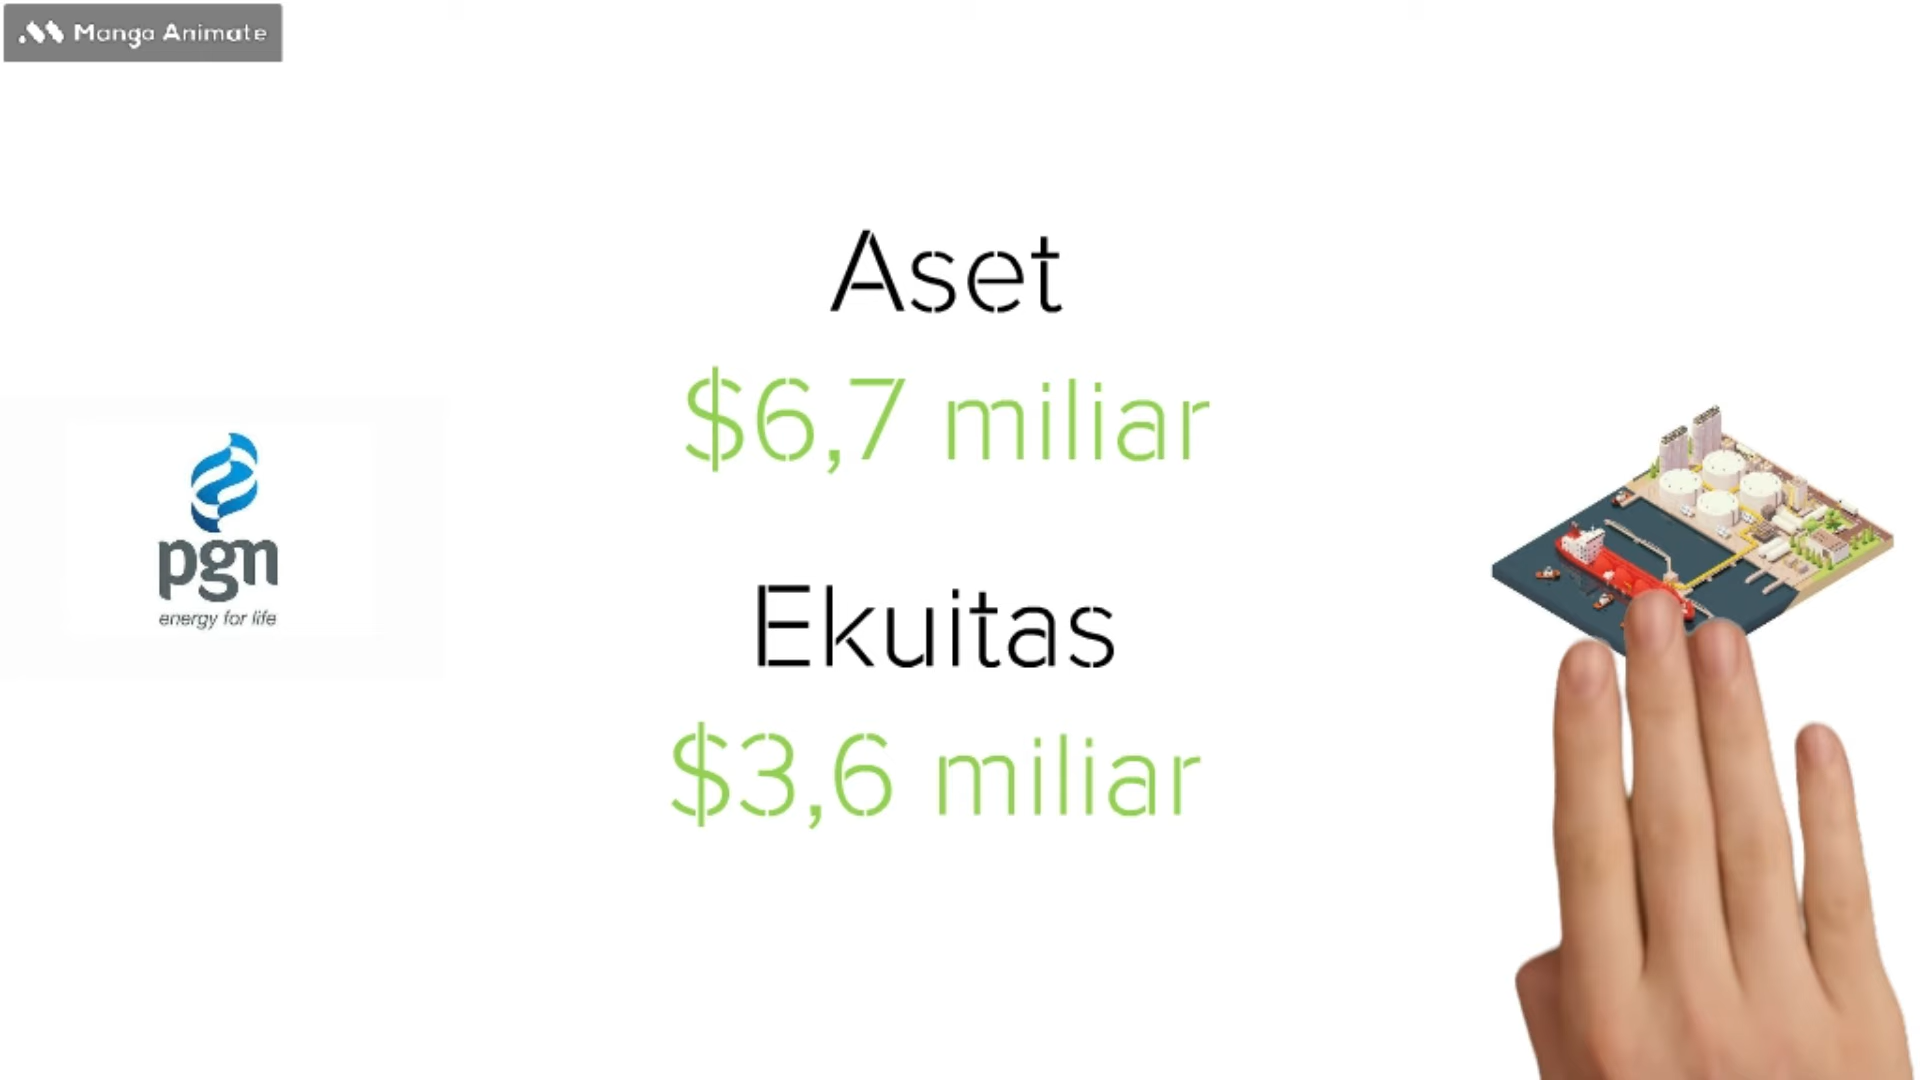 Manga Animate
Aset
$6,7 miliar
pgn
energy for life
Ekuitas
$3,6 miliar